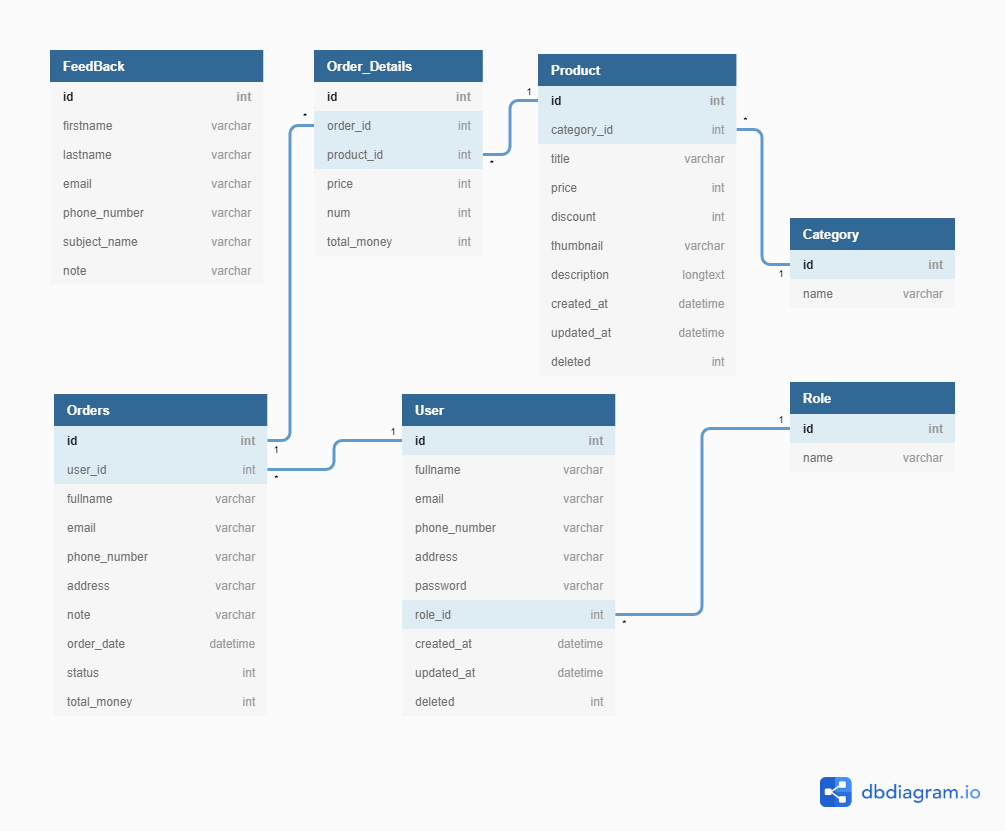 FeedBack
id int
firstname varchar
lastname varchar
email varchar
phone_number varchar
subject_name varchar
note varchar
Order_Details
id int
order_id int
product_id int
price int
num int
total_money int
Product
id int
category_id int
title varchar
price int
discount int
thumbnail varchar
description longtext
created_at datetime
updated_at datetime
deleted int
Category
id int
name varchar
Orders
id int
user_id int
fullname varchar
email varchar
phone_number varchar
address varchar
note varchar
order_date datetime
status int
total_money int
User
id int
fullname varchar
email varchar
phone_number varchar
address varchar
password varchar
role_id int
created_at datetime
updated_at datetime
deleted int
Role
id int
name varchar
*
1
*
1
*
1
*
1
*
1
dbdiagram.io